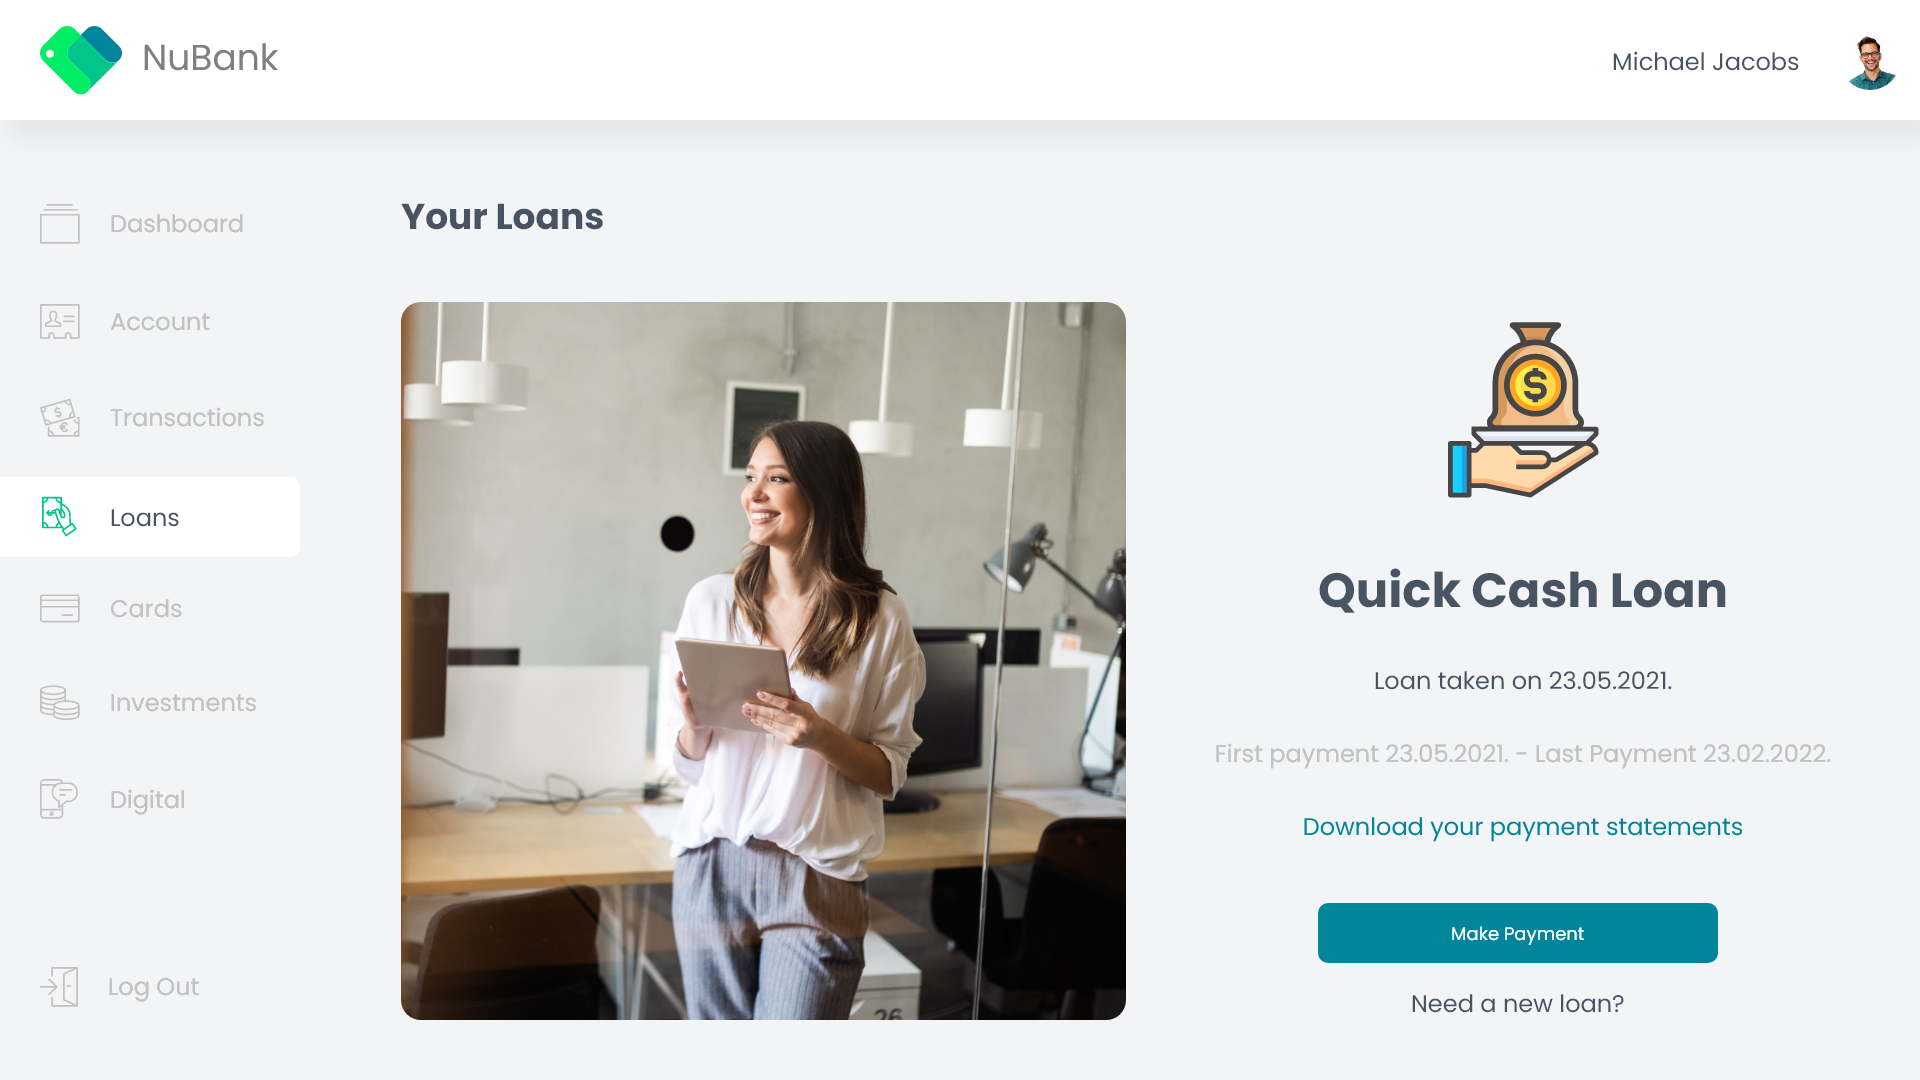 NuBank
Michael Jacobs
Dashboard
Account
Transactions
Loans
Cards
Investments
Digital
Log Out
Your Loans
26
$
Quick Cash Loan
Loan taken on 23.05.2021.
First payment 23.05.2021. - Last Payment 23.02.2022.
Download your payment statements
Make Payment
Need a new loan?